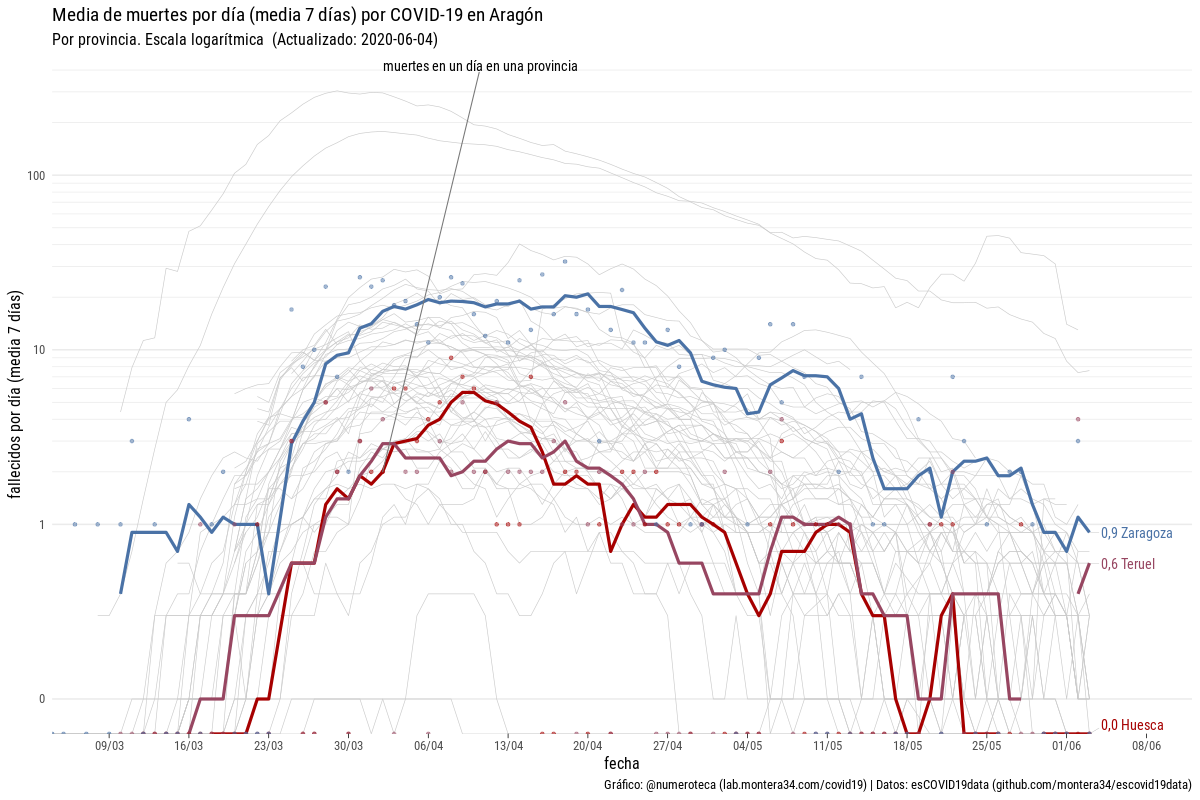 Media de muertes por día (media 7 días) por COVID-19 en Aragón
Por provincia. Escala logarítmica  (Actualizado: 2020-06-04)
muertes en un día en una provincia
fallecidos por día (media  7 días)
100
10
1
0
0,9 Zaragoza
0,6 Teruel
0,0 Huesca
09/03 16/03 23/03 30/03 06/04 13/04 20/04 27/04 04/05 11/05 18/05 25/05 01/06 08/06
fecha
Gráfico: @numeroteca (lab.montera34.com/covid19) | Datos: esCOVID19data (github.com/montera34/escovid19data)